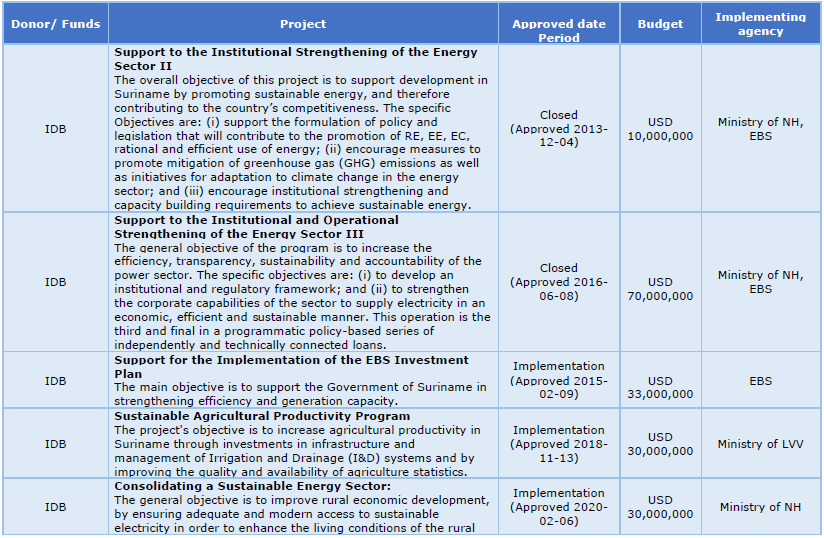 Donor/ Funds
Project
Approved date
Period
Budget
Implementing
agency
IDB
Support to the Institutional Strengthening of the Energy
Sector II
The overall objective of this project is to support development in
Suriname by promoting sustainable energy, and therefore
contributing to the country’s competitiveness. The specific
Objectives are: (i) support the formulation of policy and
legislation that will contribute to the promotion of RE, EE, EC,
rational and efficient use of energy; (ii) encourage measures to
promote mitigation of greenhouse gas (GHG) emissions as well
as initiatives for adaptation to climate change in the energy
sector; and (iii) encourage institutional strengthening and
capacity building requirements to achieve sustainable energy.
Closed
(Approved 2013-
12-04)
USD
10,000,000
Ministry of NH,
EBS
IDB
Support to the Institutional and Operational
Strengthening of the Energy Sector III
The general objective of the program is to increase the
efficiency, transparency, sustainability and accountability of the
power sector. The specific objectives are: (i) to develop an
institutional and regulatory framework; and (ii) to strengthen
the corporate capabilities of the sector to supply electricity in an
economic, efficient and sustainable manner. This operation is the
third and final in a programmatic policy-based series of
independently and technically connected loans.
Closed
(Approved 2016-
06-08)
USD
70,000,000
Ministry of NH,
EBS
IDB
Support for the Implementation of the EBS Investment
Plan
The main objective is to support the Government of Suriname in
strengthening efficiency and generation capacity.
Implementation
(Approved 2015-
02-09)
USD
33,000,000
EBS
IDB
Sustainable Agricultural Productivity Program
The project's objective is to increase agricultural productivity in
Suriname through investments in infrastructure and
management of Irrigation and Drainage (I&D) systems and by
improving the quality and availability of agriculture statistics.
Implementation
(Approved 2018-
11-13)
USD
30,000,000
Ministry of LVV
IDB
Consolidating a Sustainable Energy Sector:
The general objective is to improve rural economic development,
by ensuring adequate and modern access to sustainable
electricity in order to enhance the living conditions of the rural
Implementation
(Approved 2020-
02-06)
USD
30,000,000
Ministry of NH